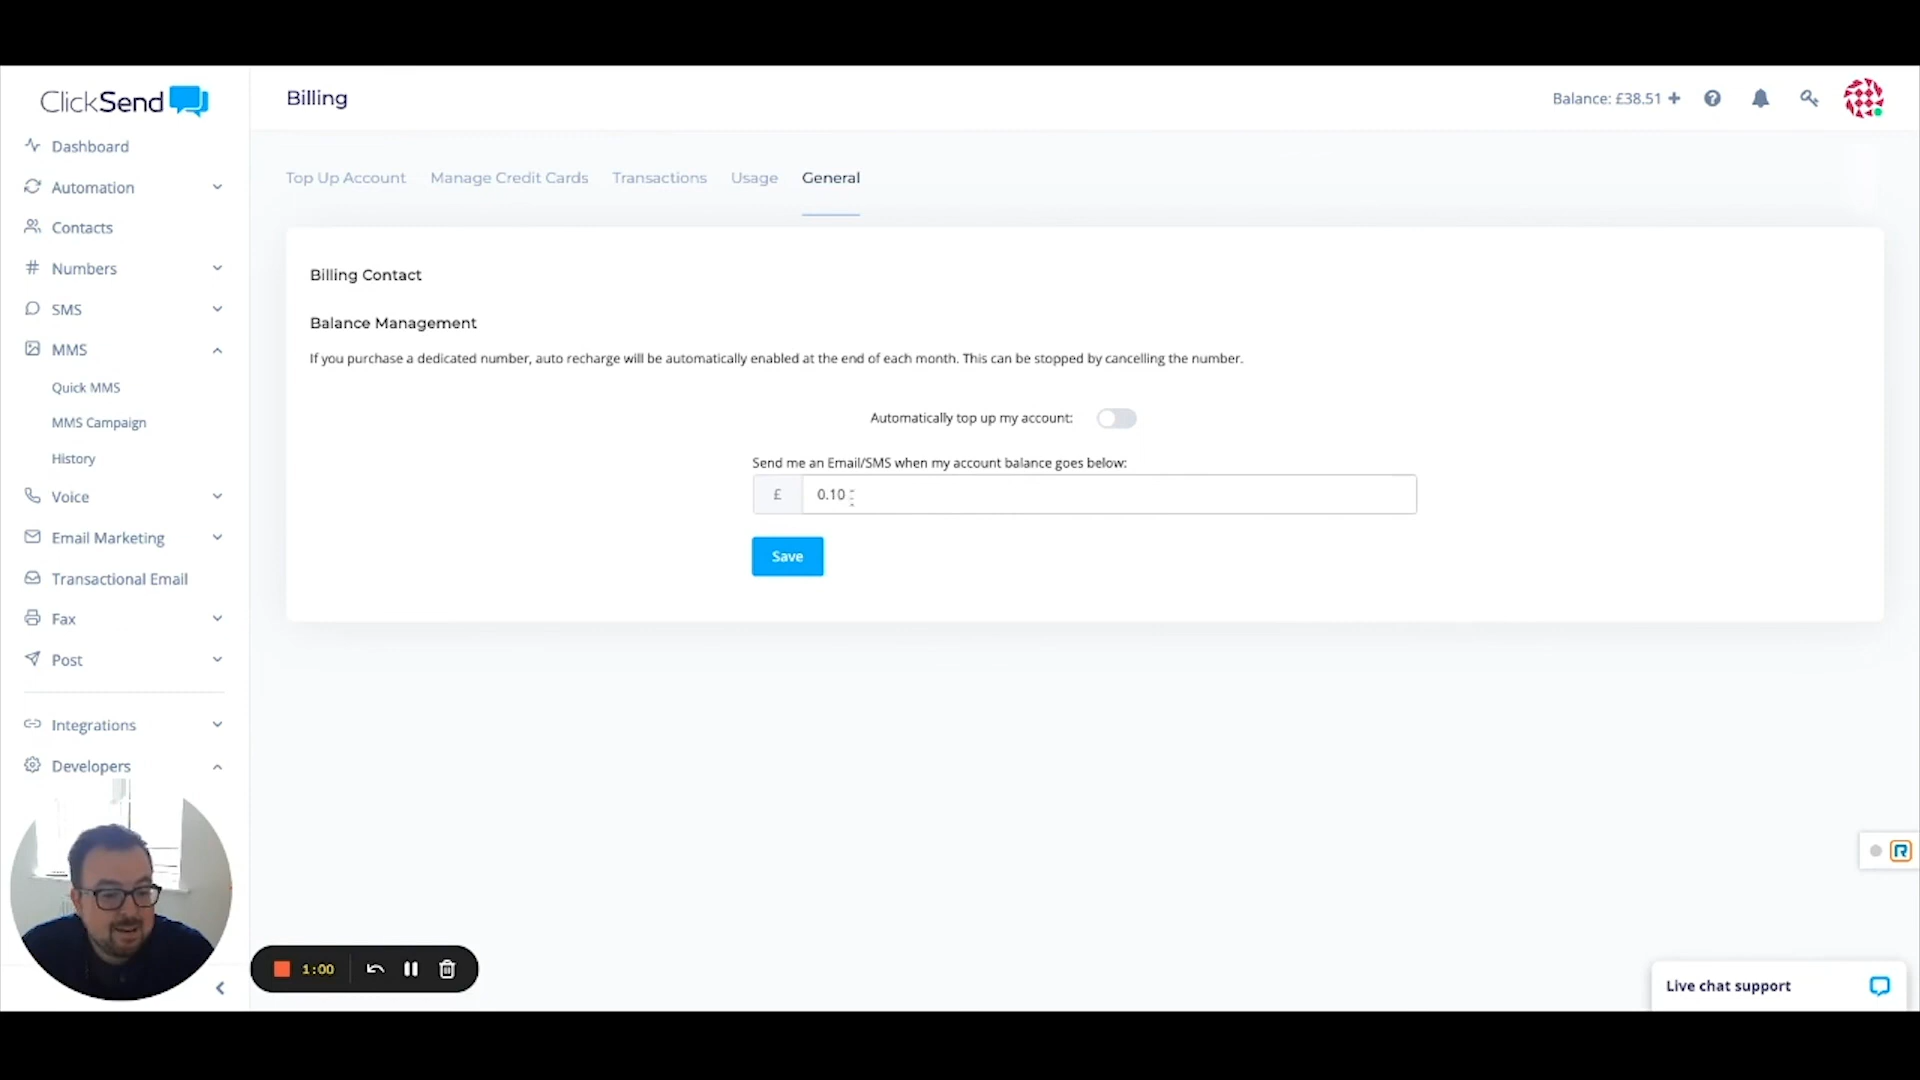 ClickSend
Dashboard
Automation
Contacts
Numbers
SMS
MMS
Quick MMS
MMS Campaign
History
Voice
Email Marketing
Transactional Email
Fax
Post
Integrations
Developers
Billing
Balance: £38.51 +
Top Up Account
Manage Credit Cards
Transactions
Usage
General
Billing Contact
Balance Management
If you purchase a dedicated number, auto recharge will be automatically enabled at the end of each month. This can be stopped by cancelling the number.
Automatically top up my account:
Send me an Email/SMS when my account balance goes below:
£ 0.10
Save
1:00
R
Live chat support